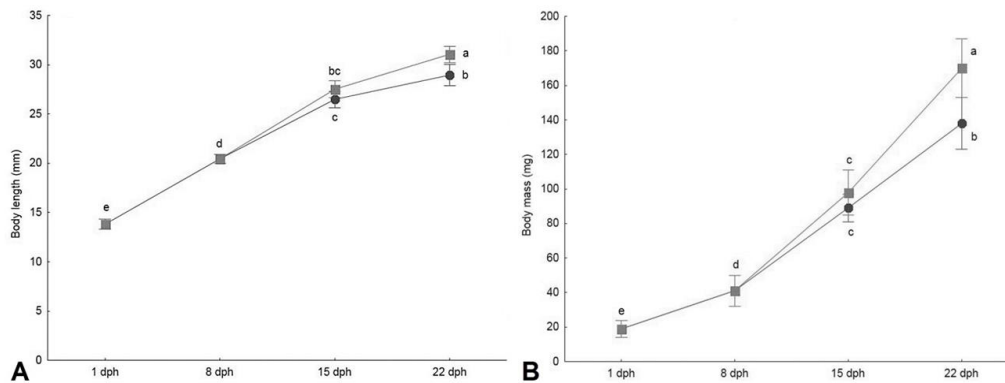 35
30
25
20
15
10
5
0
Body length (mm)
e
d
bc
c
a
b
1 dph 8 dph 15 dph 22 dph
A
200
180
160
140
120
100
80
60
40
20
0
Body mass (mg)
e
d
c
c
a
b
1 dph 8 dph 15 dph 22 dph
B